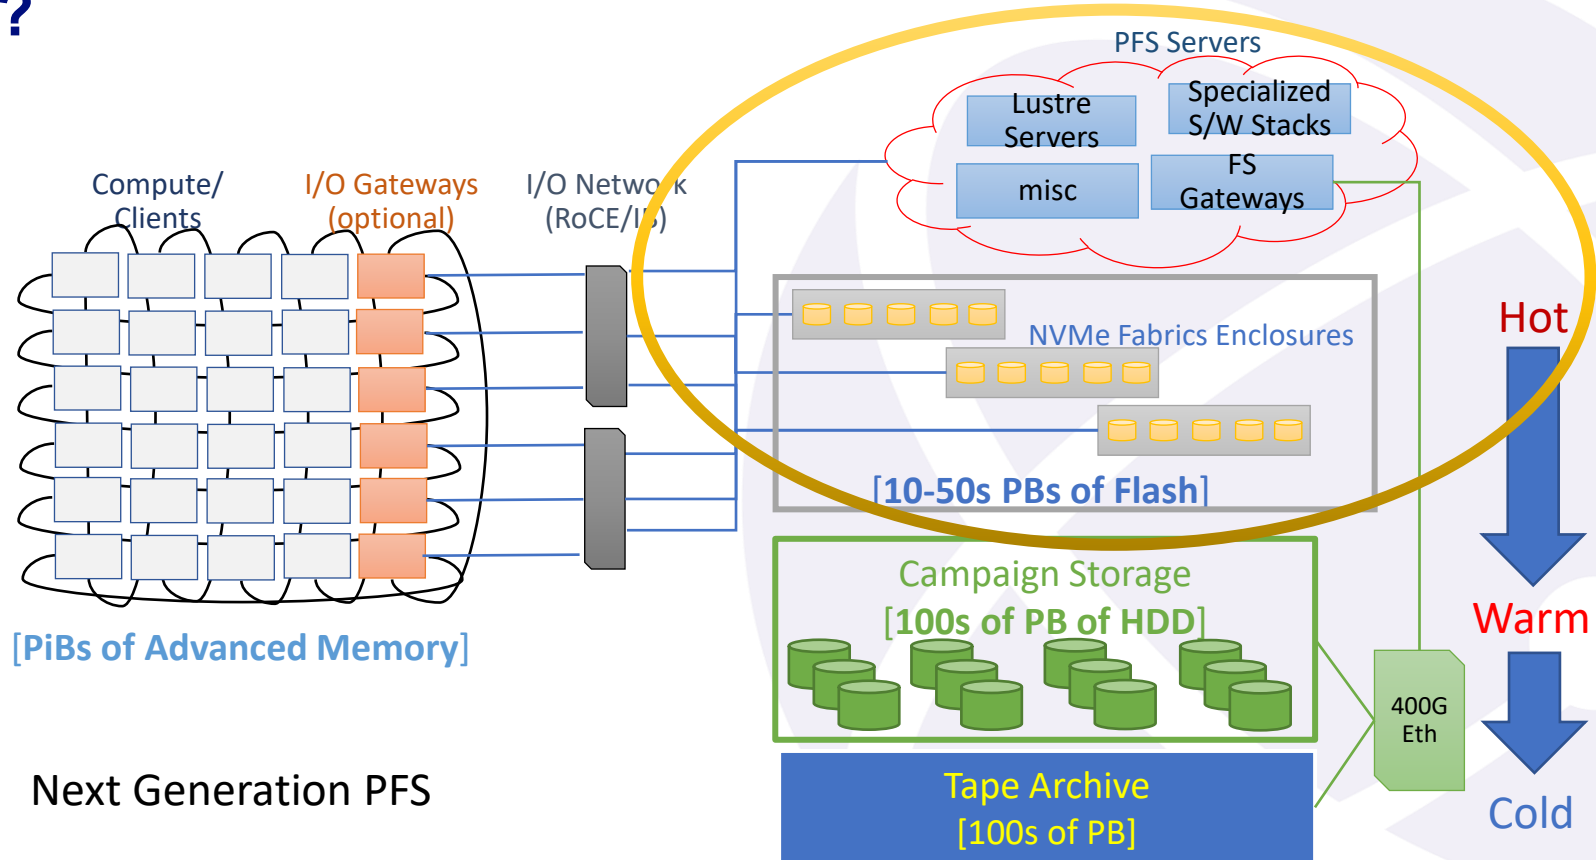 ?
PFS Servers
Lustre
Servers
Specialized
S/W Stacks
misc
FS
Gateways
Compute/
Clients
I/O Gateways
(optional)
I/O Network
(RoCE/IB)
NVMe Fabrics Enclosures
[10-50s PBs of Flash]
Hot
Campaign Storage
[100s of PB of HDD]
Warm
[PiBs of Advanced Memory]
400G
Eth
Next Generation PFS
Tape Archive
[100s of PB]
Cold